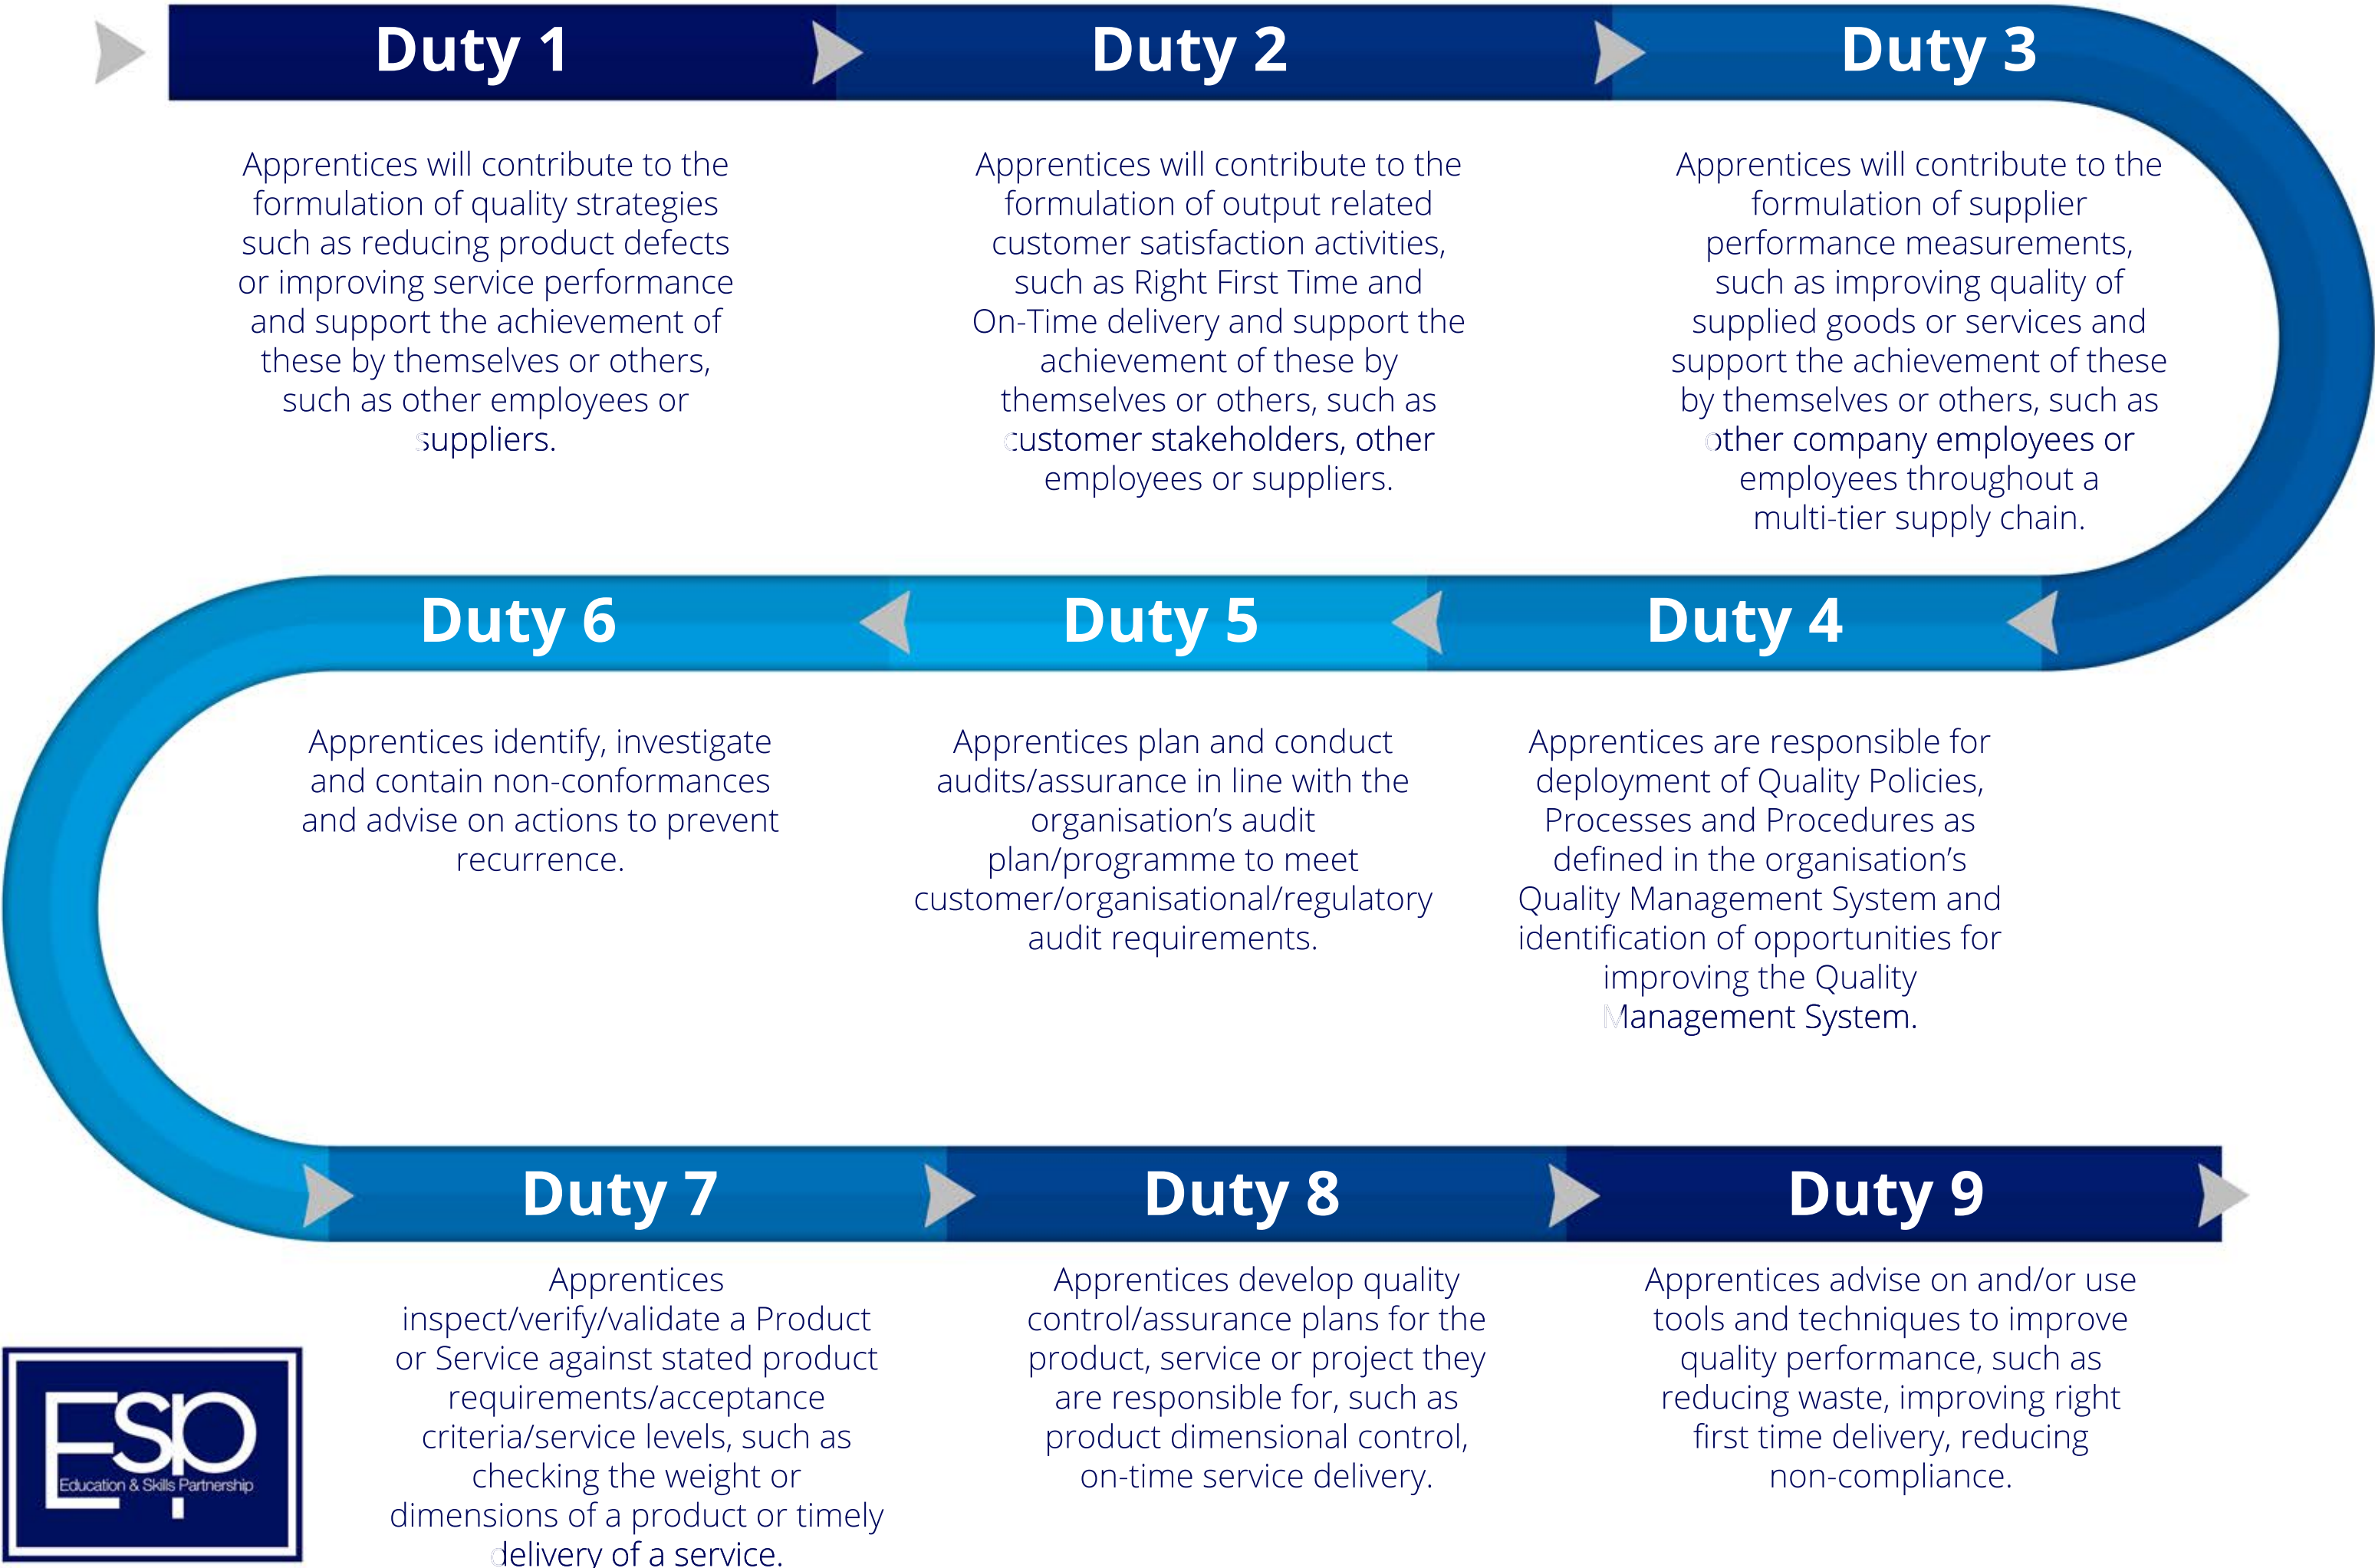 Duty 1
Apprentices will contribute to the
formulation of quality strategies
such as reducing product defects
or improving service performance
and support the achievement of
these by themselves or others,
such as other employees or
suppliers.
Duty 2
Apprentices will contribute to the
formulation of output related
customer satisfaction activities,
such as Right First Time and
On-Time delivery and support the
achievement of these by
themselves or others, such as
customer stakeholders, other
employees or suppliers.
Duty 3
Apprentices will contribute to the
formulation of supplier
performance measurements,
such as improving quality of
supplied goods or services and
support the achievement of these
by themselves or others, such as
other company employees or
employees throughout a
multi-tier supply chain.
Duty 4
Apprentices are responsible for
deployment of Quality Policies,
Processes and Procedures as
defined in the organisation’s
Quality Management System and
identification of opportunities for
improving the Quality
Management System.
Duty 5
Apprentices plan and conduct
audits/assurance in line with the
organisation’s audit
plan/programme to meet
customer/organisational/regulatory
audit requirements.
Duty 6
Apprentices identify, investigate
and contain non-conformances
and advise on actions to prevent
recurrence.
Duty 7
Apprentices
inspect/verify/validate a Product
or Service against stated product
requirements/acceptance
criteria/service levels, such as
checking the weight or
dimensions of a product or timely
delivery of a service.
Duty 8
Apprentices develop quality
control/assurance plans for the
product, service or project they
are responsible for, such as
product dimensional control,
on-time service delivery.
Duty 9
Apprentices advise on and/or use
tools and techniques to improve
quality performance, such as
reducing waste, improving right
first time delivery, reducing
non-compliance.
Esp
Education & Skills Partnership